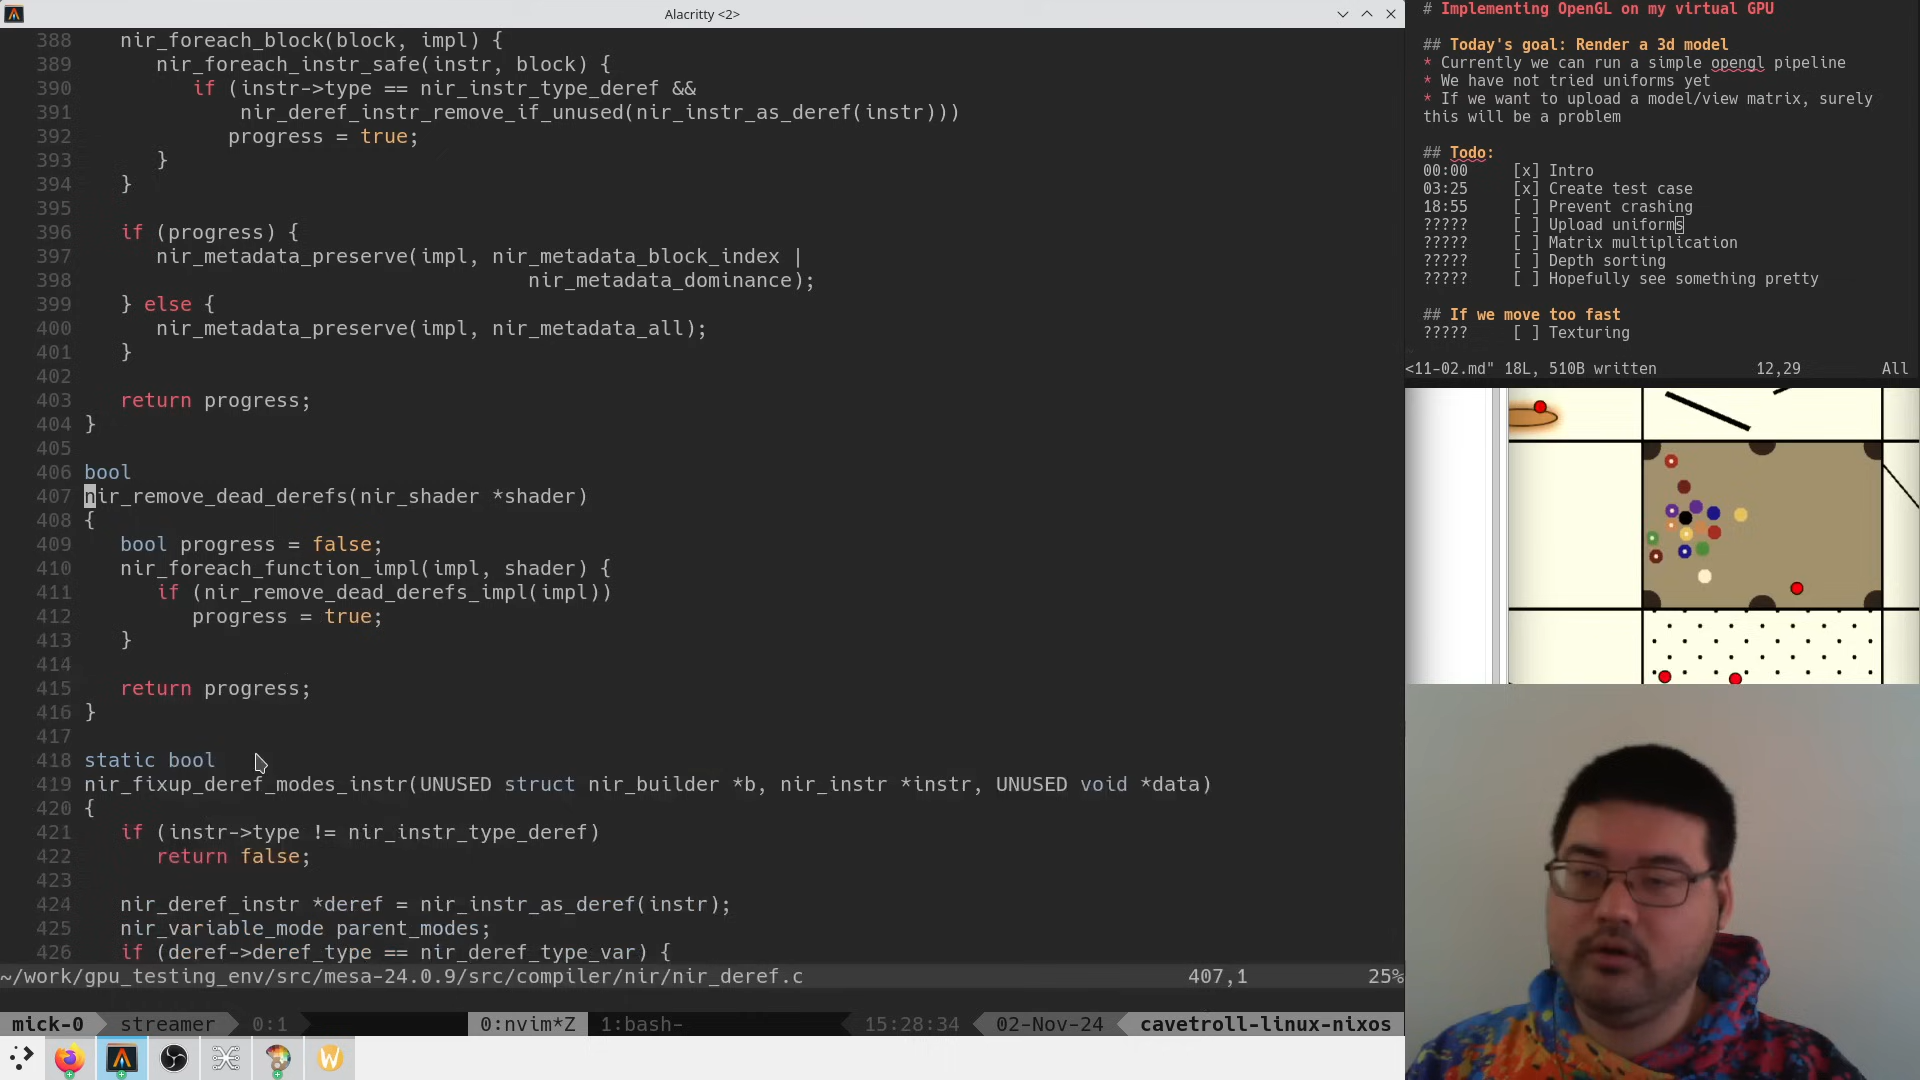 Alacritty <2>
388 nir_foreach_block(block, impl) {
389 nir_foreach_instr_safe(instr, block) {
390 if (instr->type == nir_instr_type_deref &&
391 nir_deref_instr_remove_if_unused(nir_instr_as_deref(instr)))
392 progress = true;
393 }
394 }
395
396 if (progress) {
397 nir_metadata_preserve(impl, nir_metadata_block_index |
398 nir_metadata_dominance);
399 } else {
400 nir_metadata_preserve(impl, nir_metadata_all);
401 }
402
403 return progress;
404 }
405
406 bool
407 nir_remove_dead_derefs(nir_shader *shader)
408 {
409 bool progress = false;
410 nir_foreach_function_impl(impl, shader) {
411 if (nir_remove_dead_derefs_impl(impl))
412 progress = true;
413 }
414
415 return progress;
416 }
417
418 static bool
419 nir_fixup_deref_modes_instr(UNUSED struct nir_builder *b, nir_instr *instr, UNUSED void *data)
420 {
421 if (instr->type != nir_instr_type_deref)
422 return false;
423
424 nir_deref_instr *deref = nir_instr_as_deref(instr);
425 nir_variable_mode parent_modes;
426 if (deref->deref_type == nir_deref_type_var) {
~/work/gpu_testing_env/src/mesa-24.0.9/src/compiler/nir/nir_deref.c 407,1 25%
mick-0 streamer 0:1 0:nvim*Z 1:bash- 15:28:34 02-Nov-24 cavetroll-linux-nixos
# Implementing OpenGL on my virtual GPU
## Today's goal: Render a 3d model
* Currently we can run a simple opengl pipeline
* We have not tried uniforms yet
* If we want to upload a model/view matrix, surely
this will be a problem
## Todo:
00:00 [x] Intro
03:25 [x] Create test case
18:55 [ ] Prevent crashing
????? [ ] Upload uniforms
????? [ ] Matrix multiplication
????? [ ] Depth sorting
????? [ ] Hopefully see something pretty
## If we move too fast
????? [ ] Texturing
<11-02.md" 18L, 510B written 12,29 All